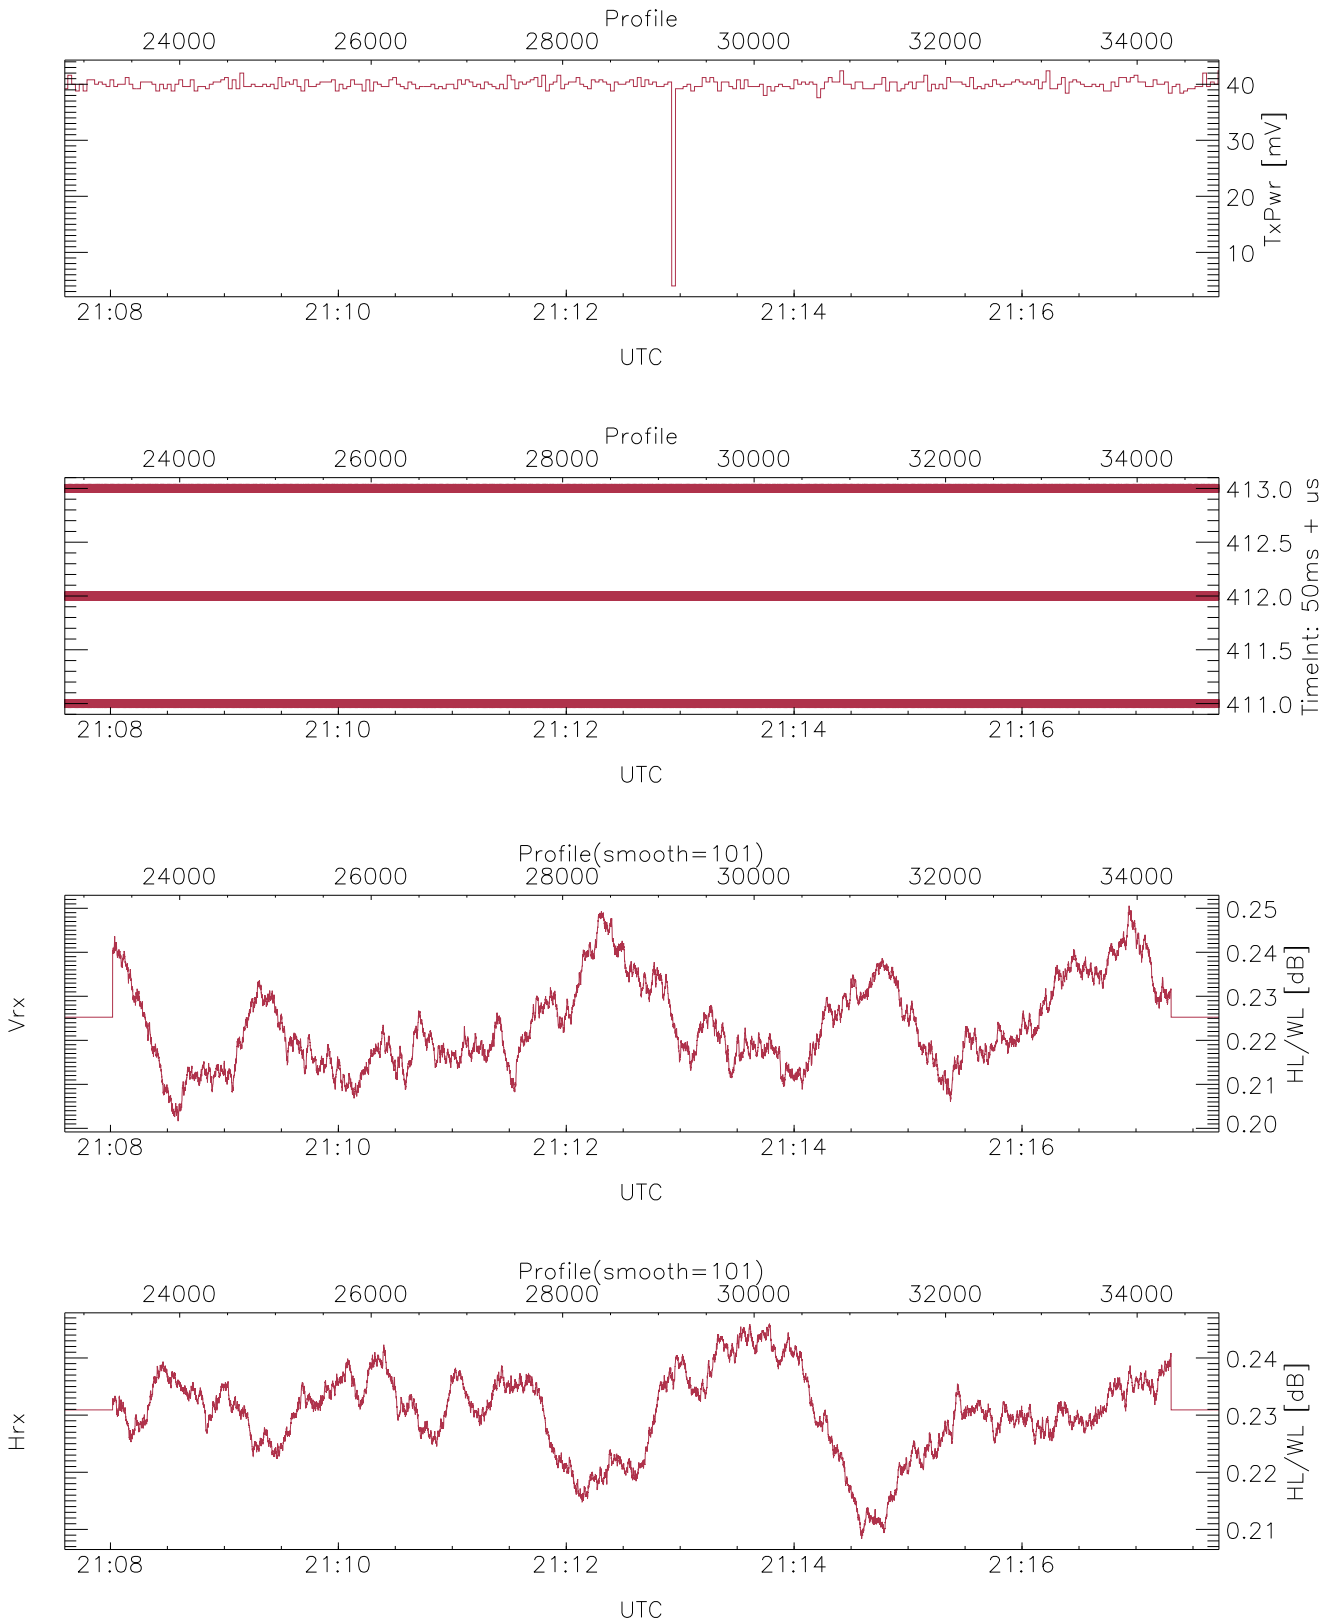 Profile
24000 26000 28000 30000 32000 34000
40
30
20
10
TxPwr [mV]
21:08 21:10 21:12 21:14 21:16
UTC
Profile
24000 26000 28000 30000 32000 34000
413.0
412.5
412.0
411.5
411.0
TimeInt: 50ms + us
21:08 21:10 21:12 21:14 21:16
UTC
Profile(smooth=101)
24000 26000 28000 30000 32000 34000
Vrx
0.25
0.24
0.23
0.22
0.21
0.20
HL/WL [dB]
21:08 21:10 21:12 21:14 21:16
UTC
Profile(smooth=101)
24000 26000 28000 30000 32000 34000
Hrx
0.24
0.23
0.22
0.21
HL/WL [dB]
21:08 21:10 21:12 21:14 21:16
UTC